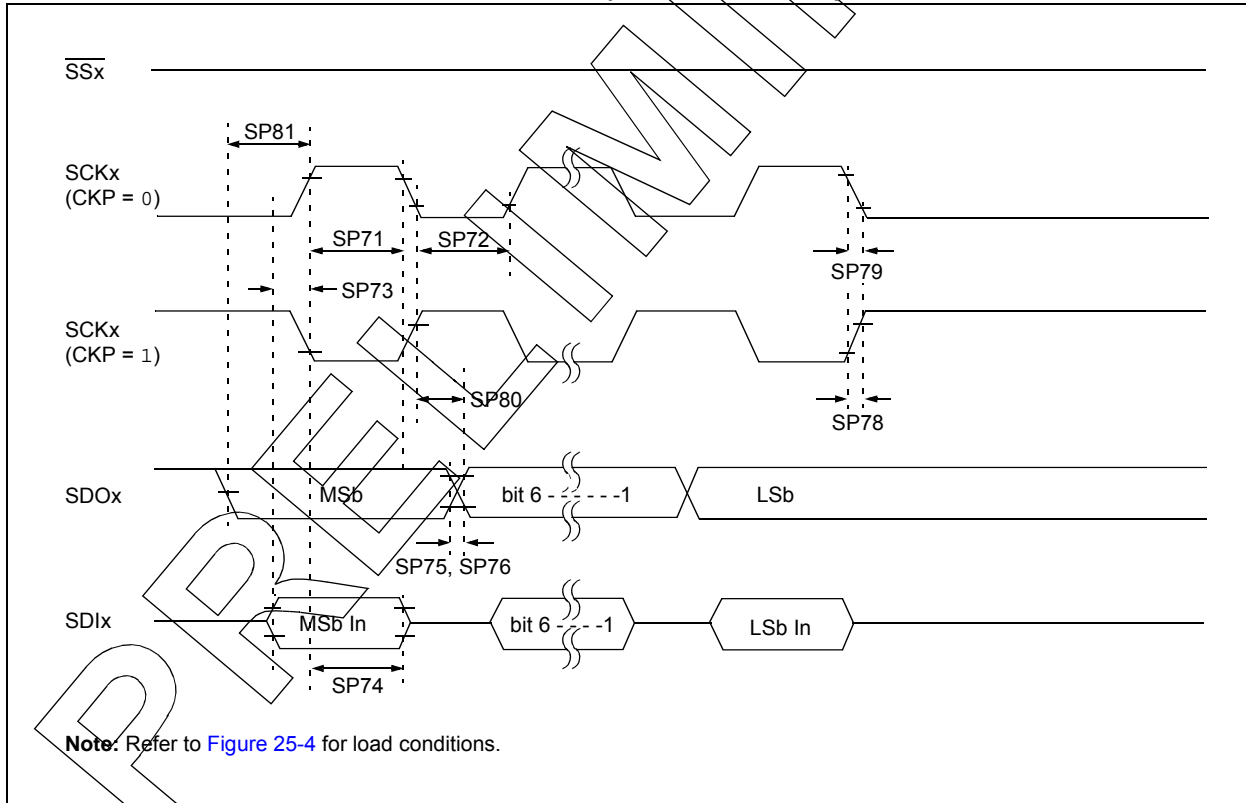 SSx
SP81
SCKx
(CKP = 0)
SP71
SP72
SP79
SP73
SCKx
(CKP = 1)
SP80
SP78
SDOx
MSb
bit 6 - - - - - -1
LSb
SP75, SP76
SDIx
MSb In
bit 6 - - - -1
LSb In
SP74
Note: Refer to Figure 25-4 for load conditions.
PRELIMI